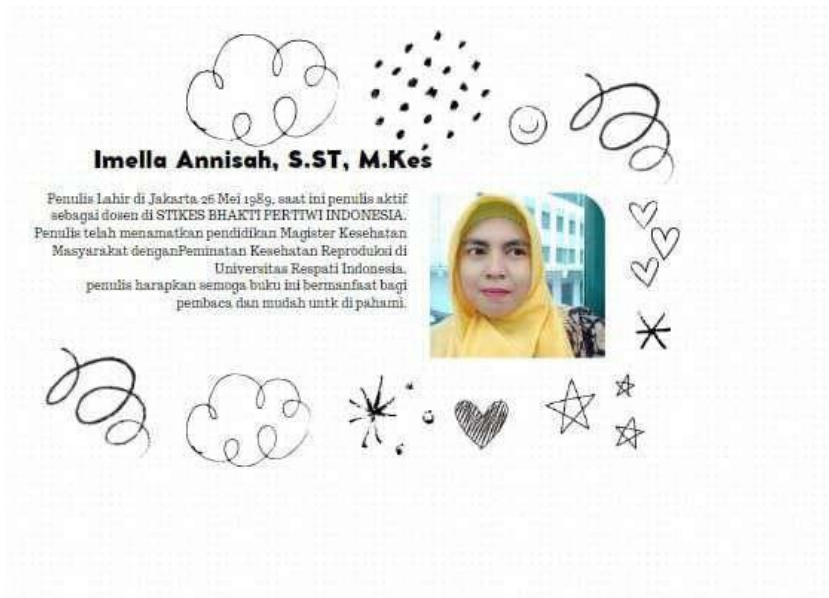 Imella Annisah, S.ST, M.Kes
Penulis Lahir di Jakarta 26 Mei 1989, saat ini penulis aktif
sebagai dosen di STIKES BHAKTI PERTIWI INDONESIA.
Penulis telah menamatkan pendidikan Magister Kesehatan
Masyarakat denganPeminatan Kesehatan Reproduksi di
Universitas Respati Indonesia.
penulis harapkan semoga buku ini bermanfaat bagi
pembaca dan mudah untk di pahami.